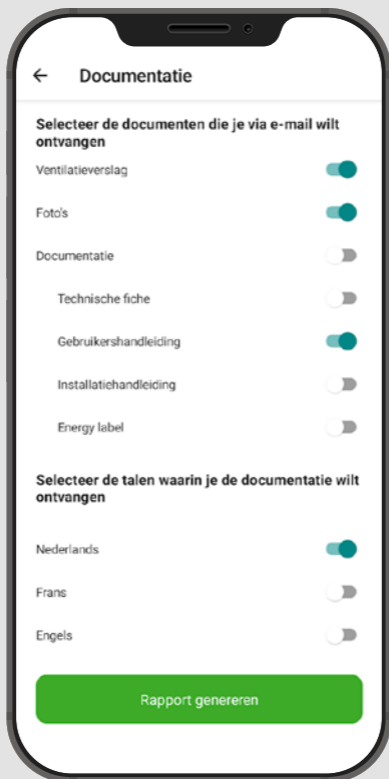 Documentatie
Selecteer de documenten die je via e-mail wilt
ontvangen
Ventilatieverslag
Foto's
Documentatie
Technische fiche
Gebruikershandleiding
Installatiehandleiding
Energy label
Selecteer de talen waarin je de documentatie wilt
ontvangen
Nederlands
Frans
Engels
Rapport genereren